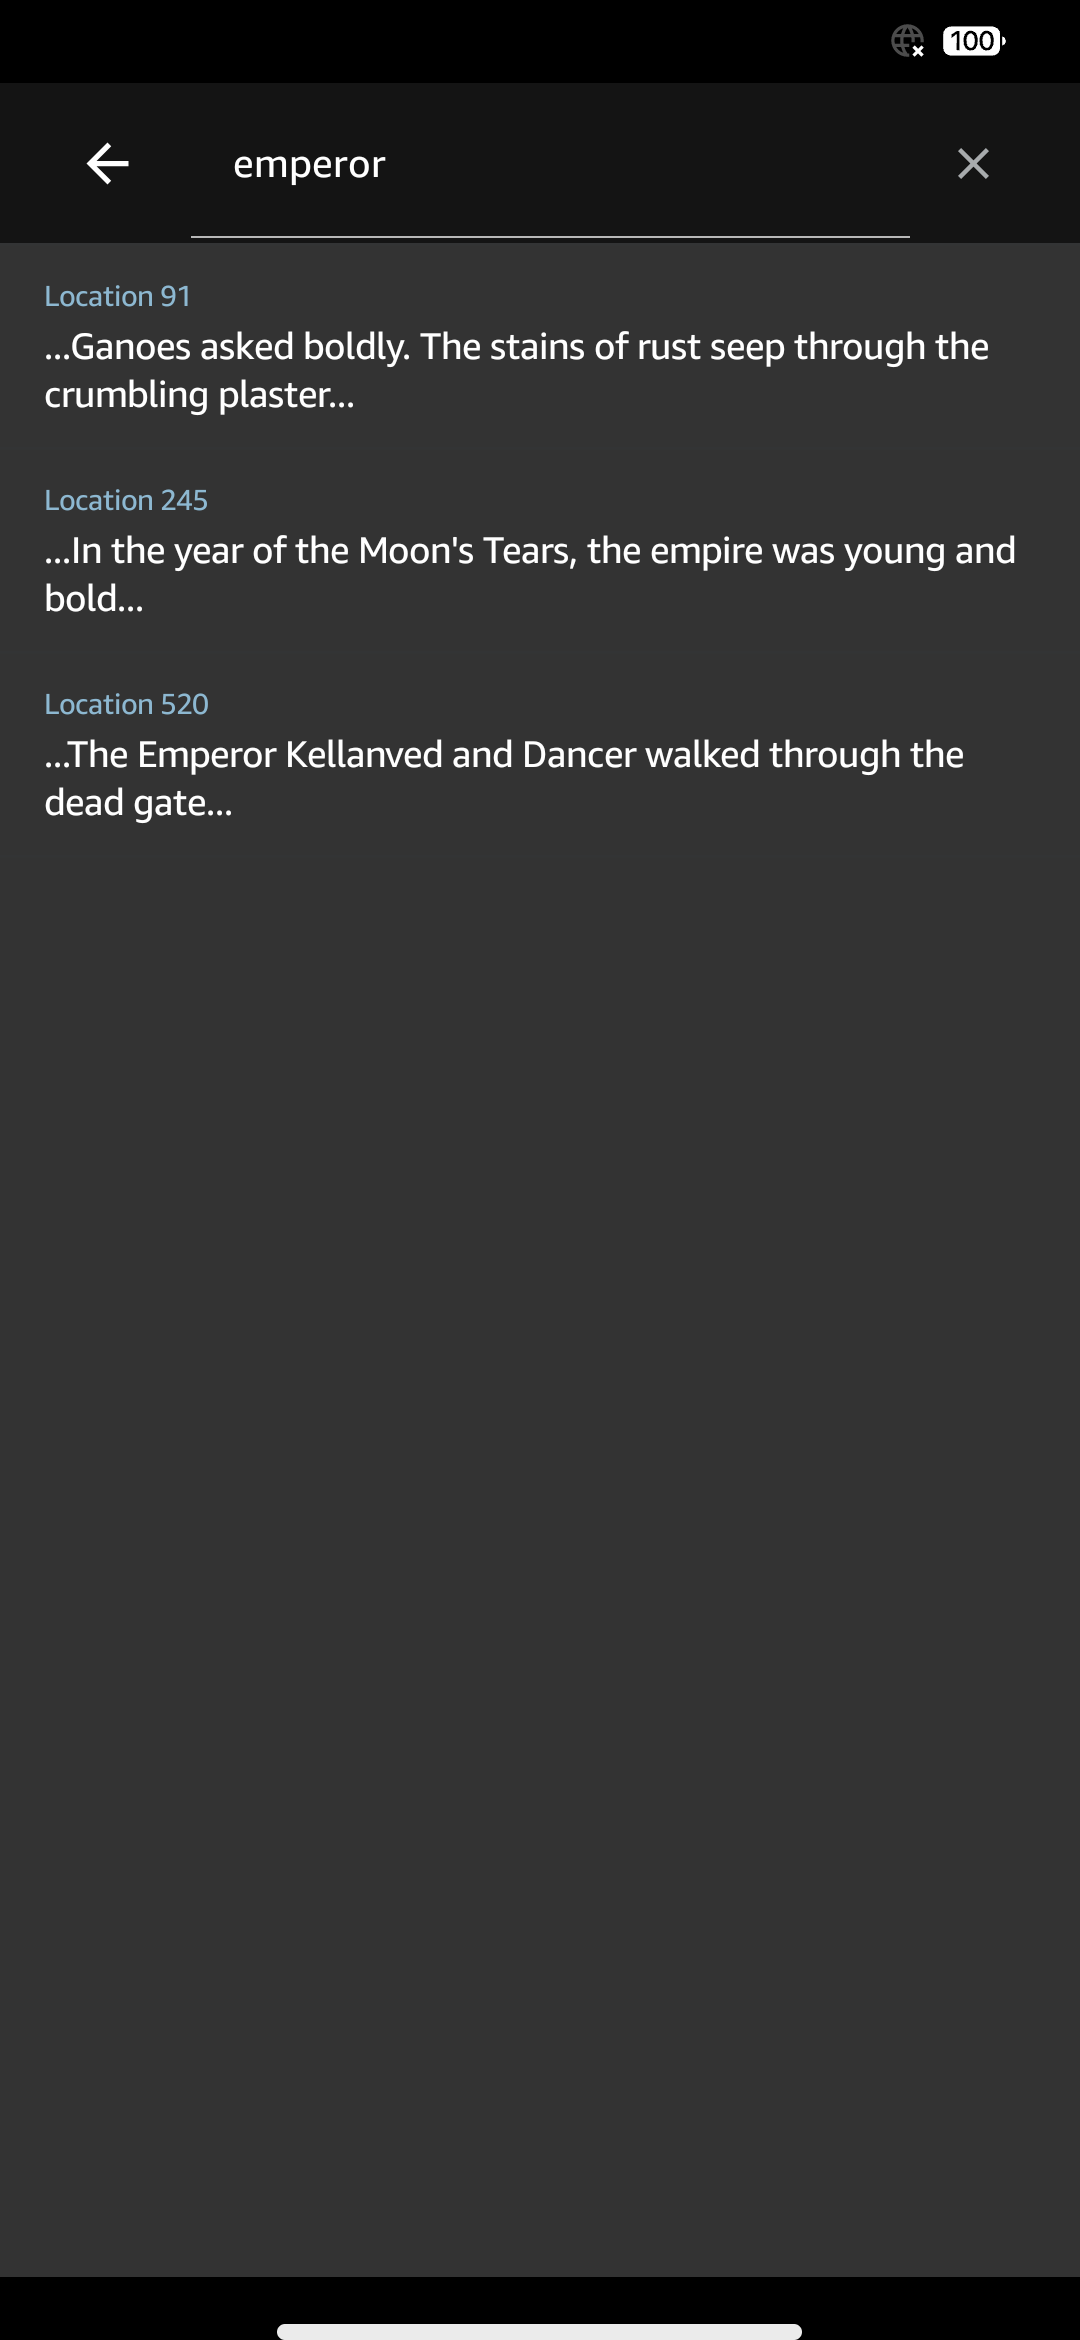 100
emperor
Location 91
...Ganoes asked boldly. The stains of rust seep through the
crumbling plaster...
Location 245
...In the year of the Moon's Tears, the empire was young and
bold...
Location 520
...The Emperor Kellanved and Dancer walked through the
dead gate...